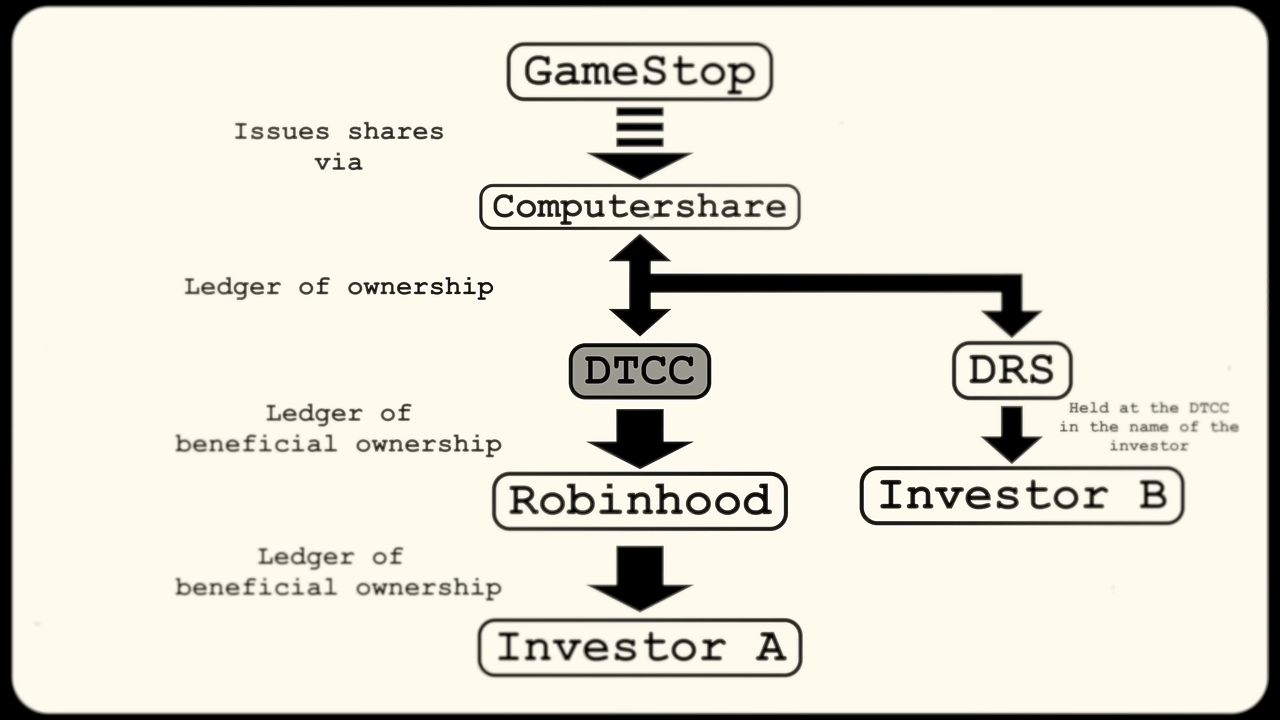 GameStop
Issues shares
via
Computershare
Ledger of ownership
DTCC
DRS
Ledger of
beneficial ownership
Held at the DTCC
in the name of the
investor
Robinhood
Investor B
Ledger of
beneficial ownership
Investor A